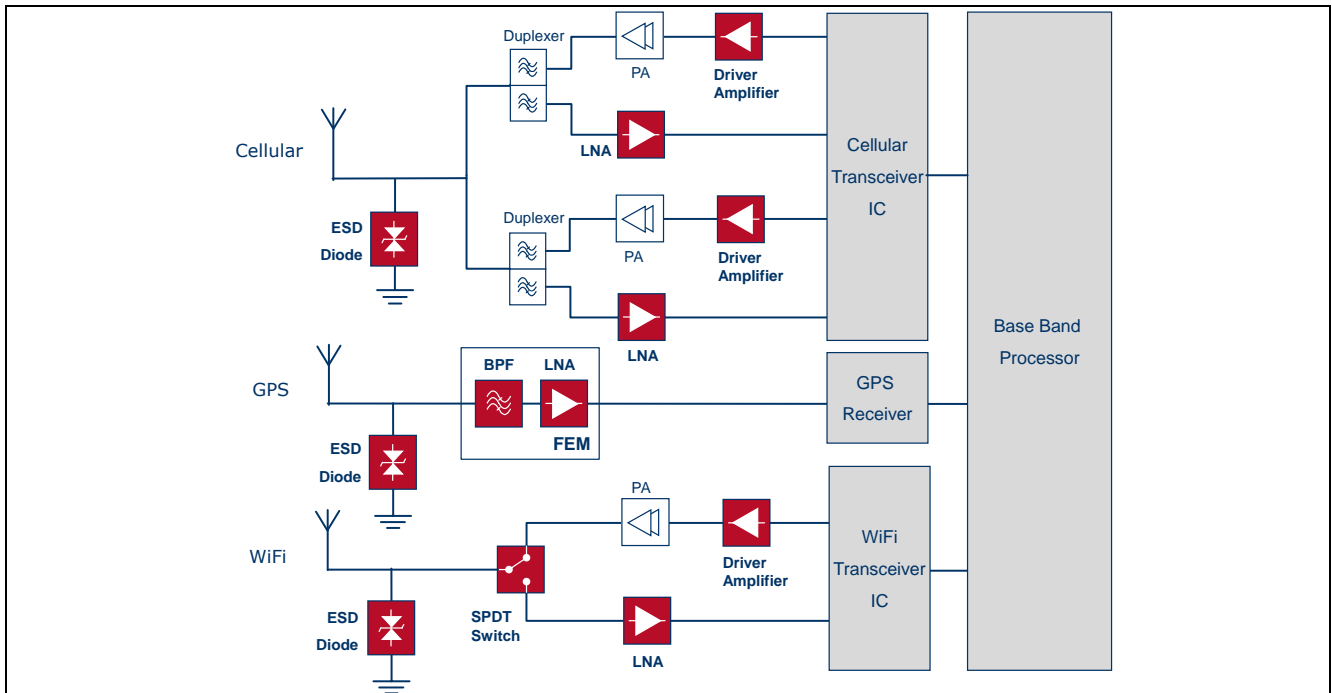 Duplexer
PA
Driver
Amplifier
Cellular
LNA
Cellular
Transceiver
IC
ESD
Diode
Duplexer
PA
Driver
Amplifier
LNA
Base Band
Processor
GPS
BPF
LNA
FEM
GPS
Receiver
ESD
Diode
PA
WiFi
Driver
Amplifier
WiFi
Transceiver
IC
ESD
Diode
SPDT
Switch
LNA